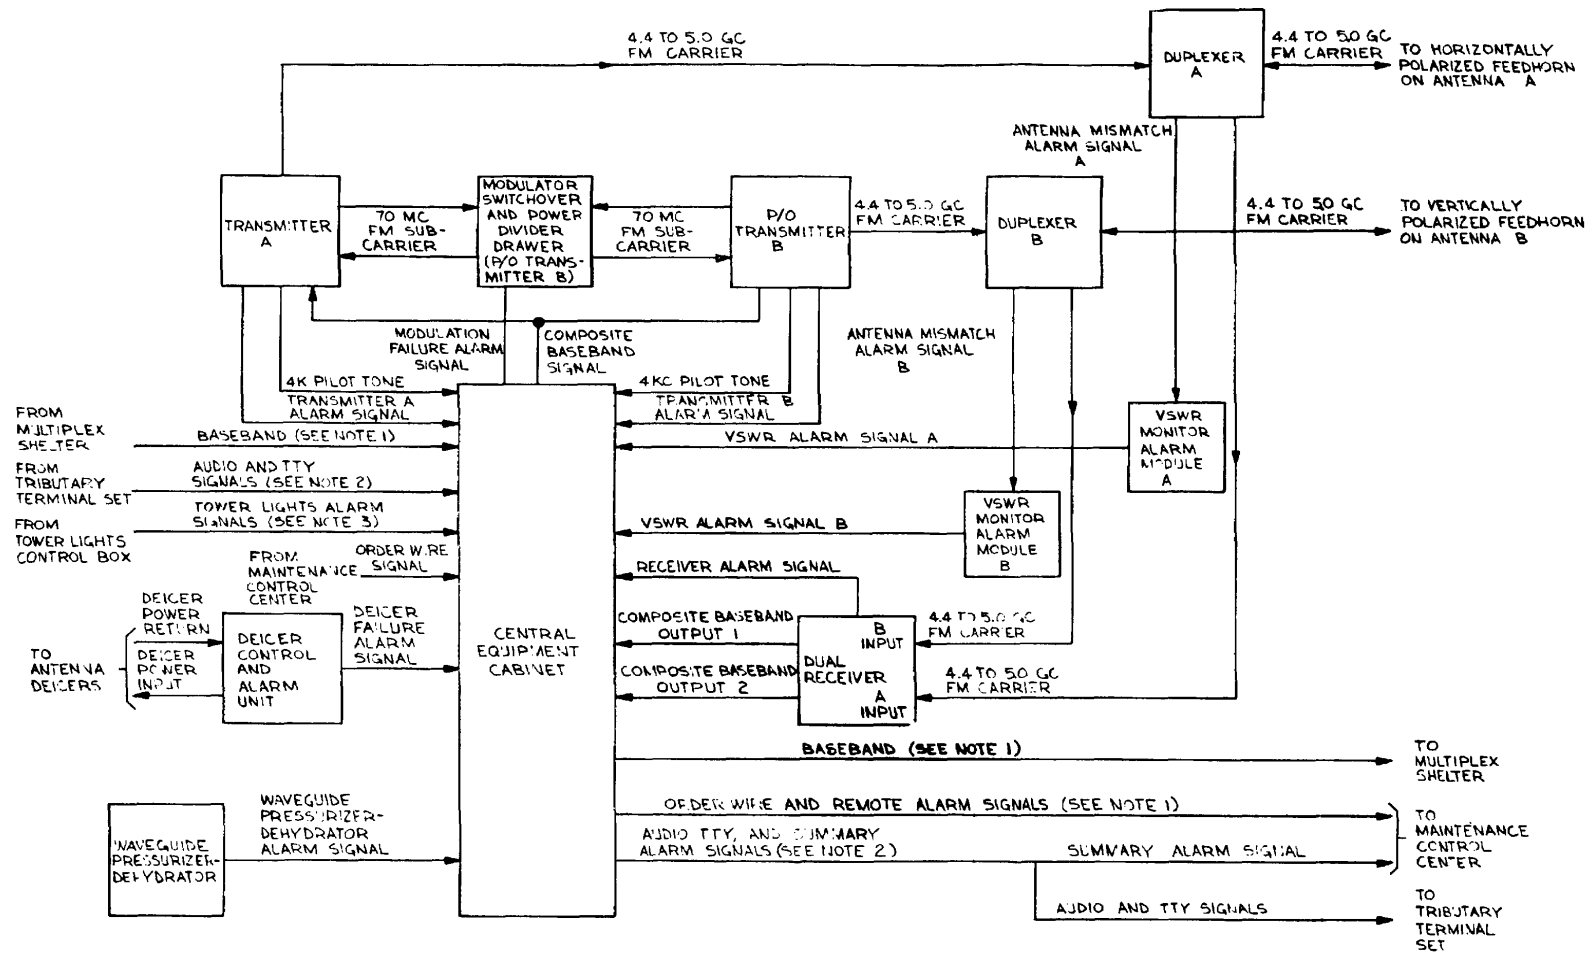 4.4 TO 5.0 GC
FM CARRIER
DUPLEXER
A
4.4 TO 5.0 GC
FM CARRIER
TO HORIZONTALLY
POLARIZED FEEDHORN
ON ANTENNA A
ANTENNA MISMATCH
ALARM SIGNAL
A
TRANSMITTER
A
70 MC
FM SUB-
CARRIER
MODULATOR
SWITCHOVER
AND POWER
DIVIDER
DRAWER
(P/O TRANS-
MITTER B)
70 MC
FM SUB-
CARRIER
P/O
TRANSMITTER
B
4.4 TO 5.0 GC
FM CARRIER
DUPLEXER
B
4.4 TO 5.0 GC
FM CARRIER
TO VERTICALLY
POLARIZED FEEDHORN
ON ANTENNA B
MODULATION
FAILURE ALARM
SIGNAL
COMPOSITE
BASEBAND
SIGNAL
ANTENNA MISMATCH
ALARM SIGNAL
B
4K PILOT TONE
TRANSMITTER A
ALARM SIGNAL
4KC PILOT TONE
TRANSMITTER B
ALARM SIGNAL
FROM
MULTIPLEX
SHELTER
BASEBAND (SEE NOTE 1)
VSWR ALARM SIGNAL A
VSWR
MONITOR
ALARM
MODULE
A
FROM
TRIBUTARY
TERMINAL SET
AUDIO AND TTY
SIGNALS (SEE NOTE 2)
FROM
TOWER LIGHTS
CONTROL BOX
TOWER LIGHTS ALARM
SIGNALS (SEE NOTE 3)
VSWR ALARM SIGNAL B
VSWR
MONITOR
ALARM
MODULE
B
FROM
MAINTENANCE
CONTROL
CENTER
ORDER WIRE
SIGNAL
RECEIVER ALARM SIGNAL
TO
ANTENNA
DEICERS
DEICER
POWER
RETURN
DEICER
POWER
INPUT
DEICER
CONTROL
AND
ALARM
UNIT
DEICER
FAILURE
ALARM
SIGNAL
CENTRAL
EQUIPMENT
CABINET
COMPOSITE BASEBAND
OUTPUT 1
COMPOSITE BASEBAND
OUTPUT 2
B
INPUT
DUAL
RECEIVER
A
INPUT
4.4 TO 5.0 GC
FM CARRIER
4.4 TO 5.0 GC
FM CARRIER
BASEBAND (SEE NOTE 1)
TO
MULTIPLEX
SHELTER
WAVEGUIDE
PRESSURIZER-
DEHYDRATOR
WAVEGUIDE
PRESSURIZER-
DEHYDRATOR
ALARM SIGNAL
ORDER WIRE AND REMOTE ALARM SIGNALS (SEE NOTE 1)
AUDIO TTY, AND SUMMARY
ALARM SIGNALS (SEE NOTE 2)
SUMMARY ALARM SIGNAL
TO
MAINTENANCE
CONTROL
CENTER
AUDIO AND TTY SIGNALS
TO
TRIBUTARY
TERMINAL
SET